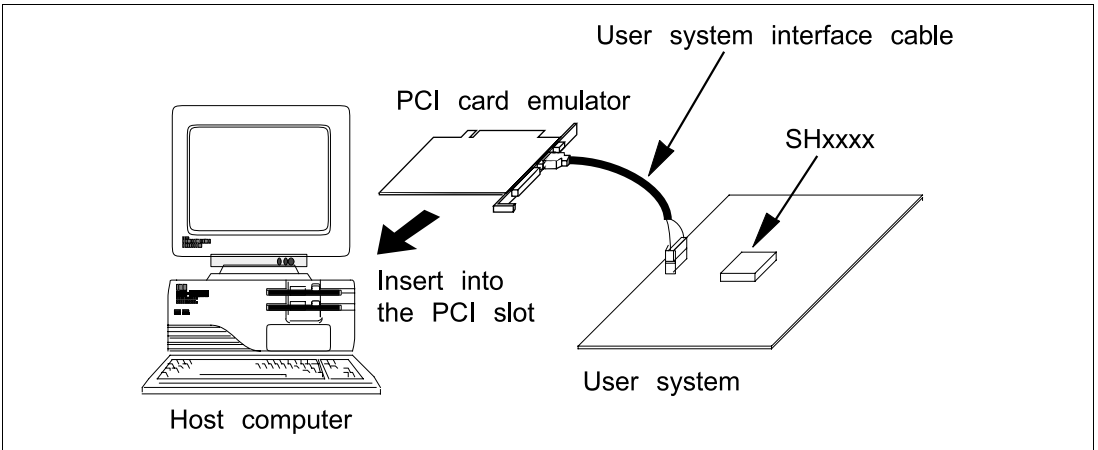 User system interface cable
PCI card emulator
SHxxxx
Insert into
the PCI slot
User system
Host computer